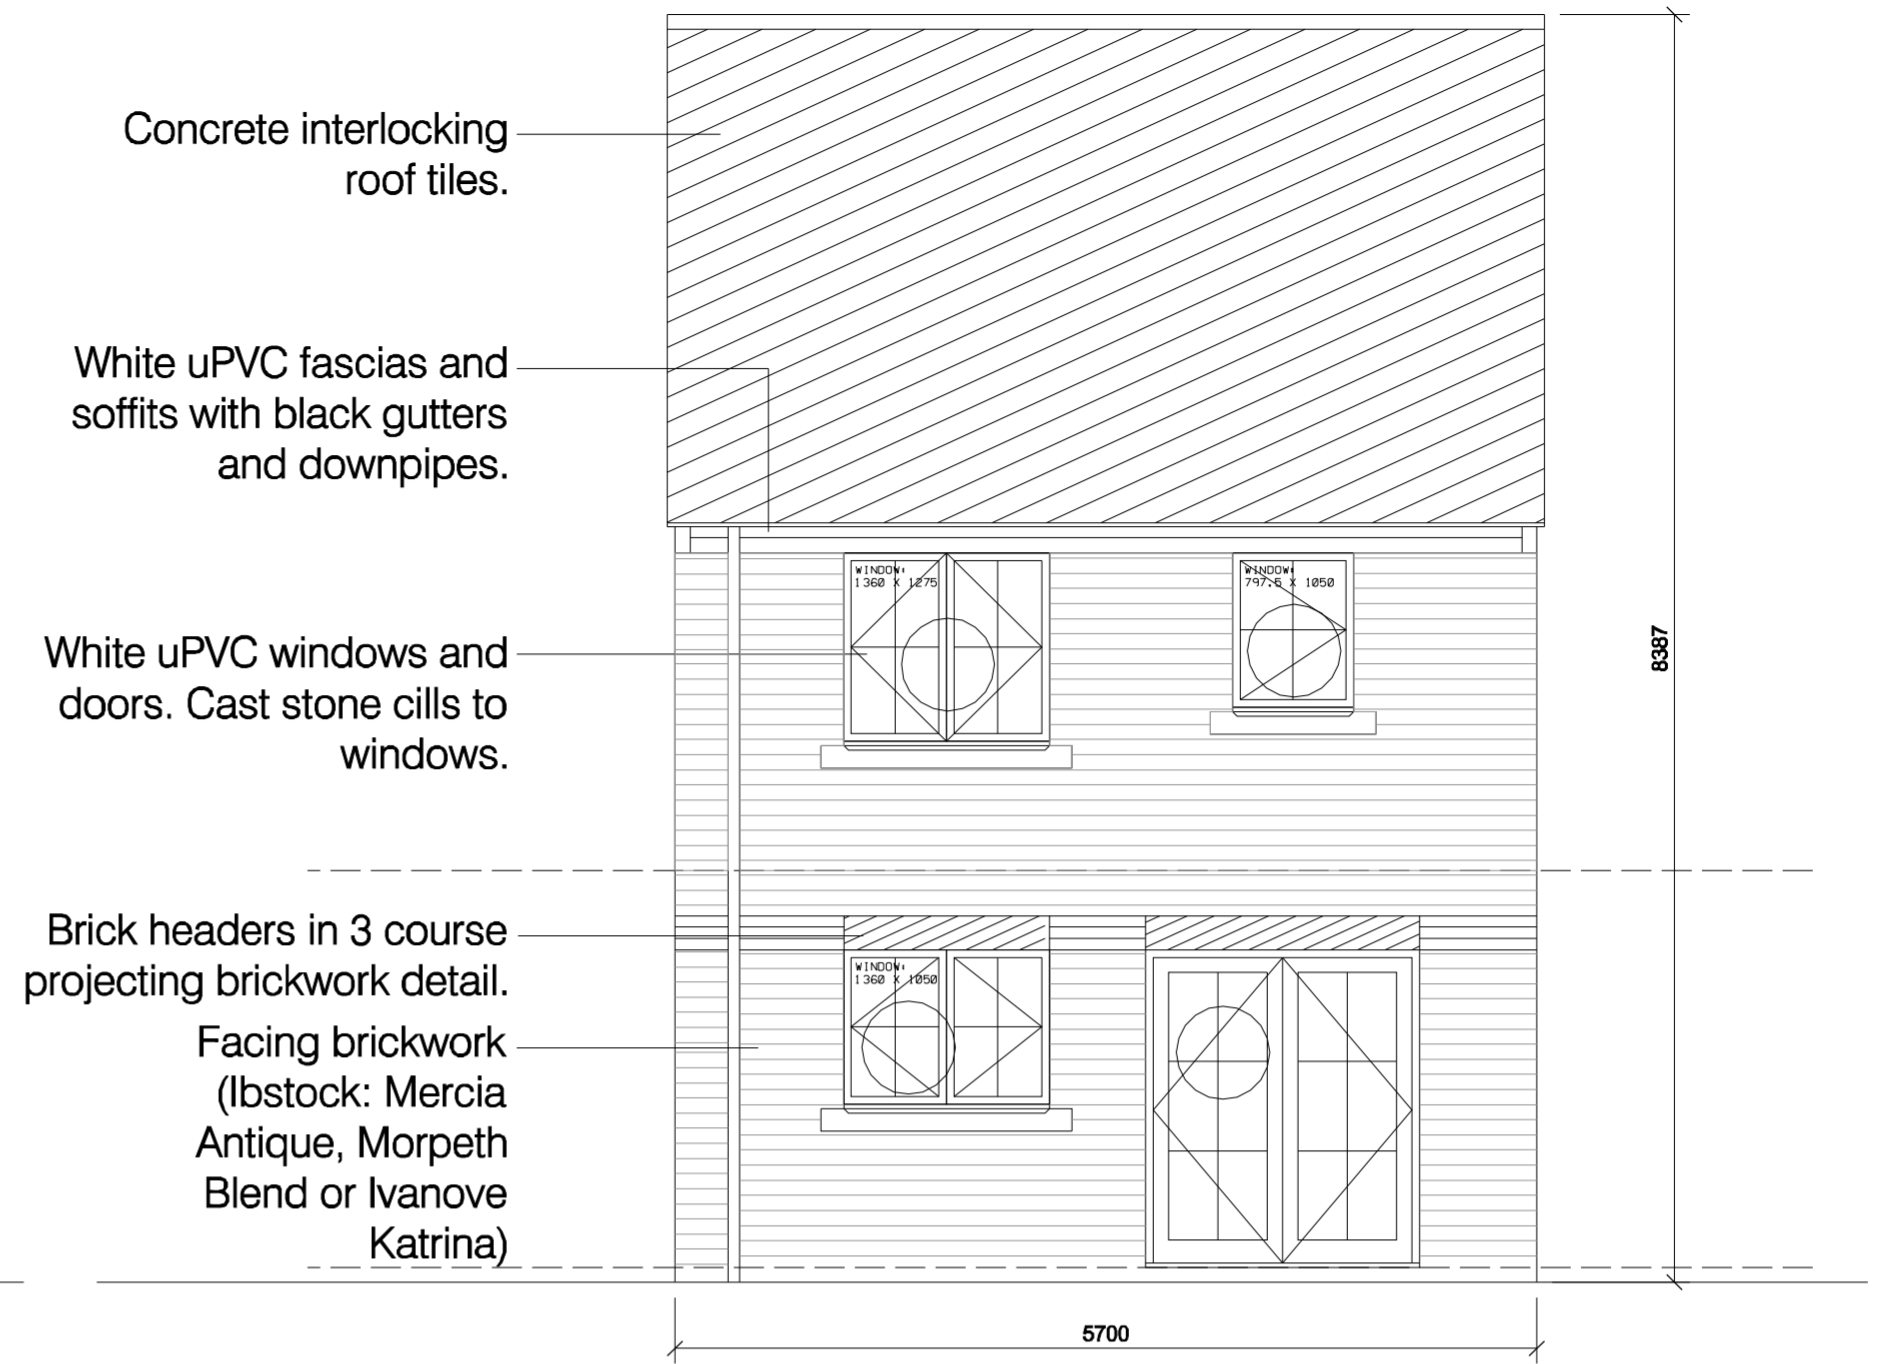 Concrete interlocking
roof tiles.
White uPVC fascias and
soffits with black gutters
and downpipes.
WINDOW:
1360 X 1275
WINDOW:
797.5 X 1050
White uPVC windows and
doors. Cast stone cills to
windows.
8387
Brick headers in 3 course
projecting brickwork detail.
WINDOW:
1360 X 1050
Facing brickwork
(Ibstock: Mercia
Antique, Morpeth
Blend or Ivanove
Katrina)
5700